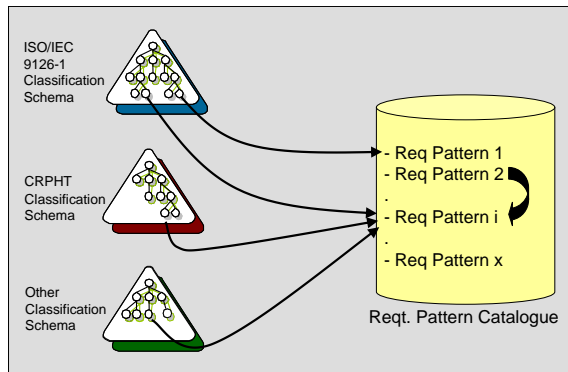 ISO/IEC
9126-1
Classification
Schema
CRPHT
Classification
Schema
Other
Classification
Schema
- Req Pattern 1
- Req Pattern 2
.
- Req Pattern i
.
- Req Pattern x
Reqt. Pattern Catalogue